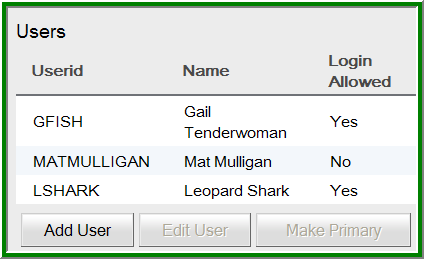 Users
Userid Name Login Allowed
GFISH Gail Tenderwoman Yes
MATMULLIGAN Mat Mulligan No
LSHARK Leopard Shark Yes
Add User Edit User Make Primary